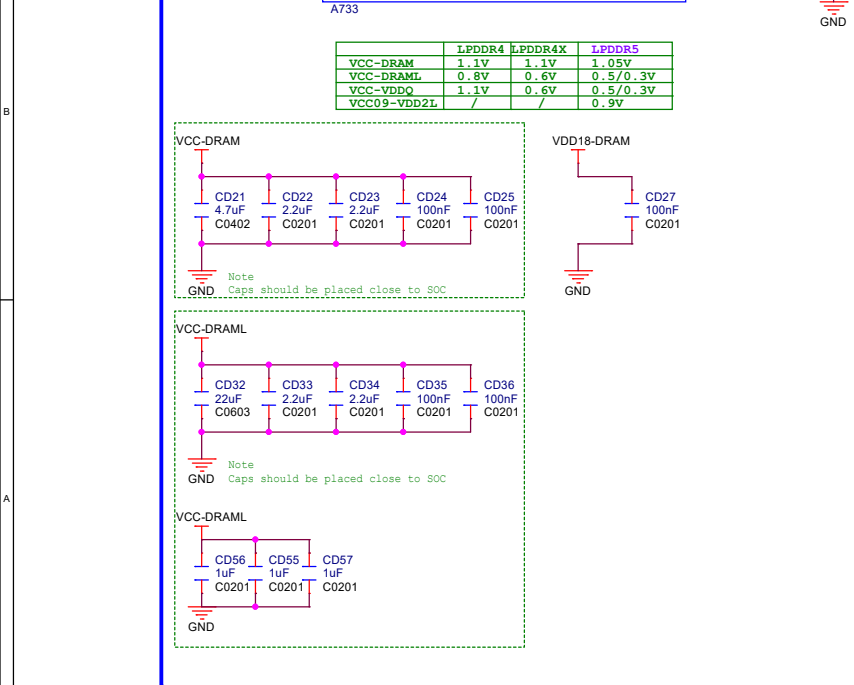 A733
GND
LPDDR4 LPDDR4X LPDDR5
VCC-DRAM 1.1V 1.1V 1.05V
VCC-DRAML 0.8V 0.6V 0.5/0.3V
VCC-VDDQ 1.1V 0.6V 0.5/0.3V
VCC09-VDD2L / / 0.9V
B
VCC-DRAM
VDD18-DRAM
CD21 CD22 CD23 CD24 CD25 CD27
4.7uF 2.2uF 2.2uF 100nF 100nF 100nF
C0402 C0201 C0201 C0201 C0201 C0201
Note
GND Caps should be placed close to SOC
GND
VCC-DRAML
CD32 CD33 CD34 CD35 CD36
22uF 2.2uF 2.2uF 100nF 100nF
C0603 C0201 C0201 C0201 C0201
Note
GND Caps should be placed close to SOC
A
VCC-DRAML
CD56 CD55 CD57
1uF 1uF 1uF
C0201 C0201 C0201
GND